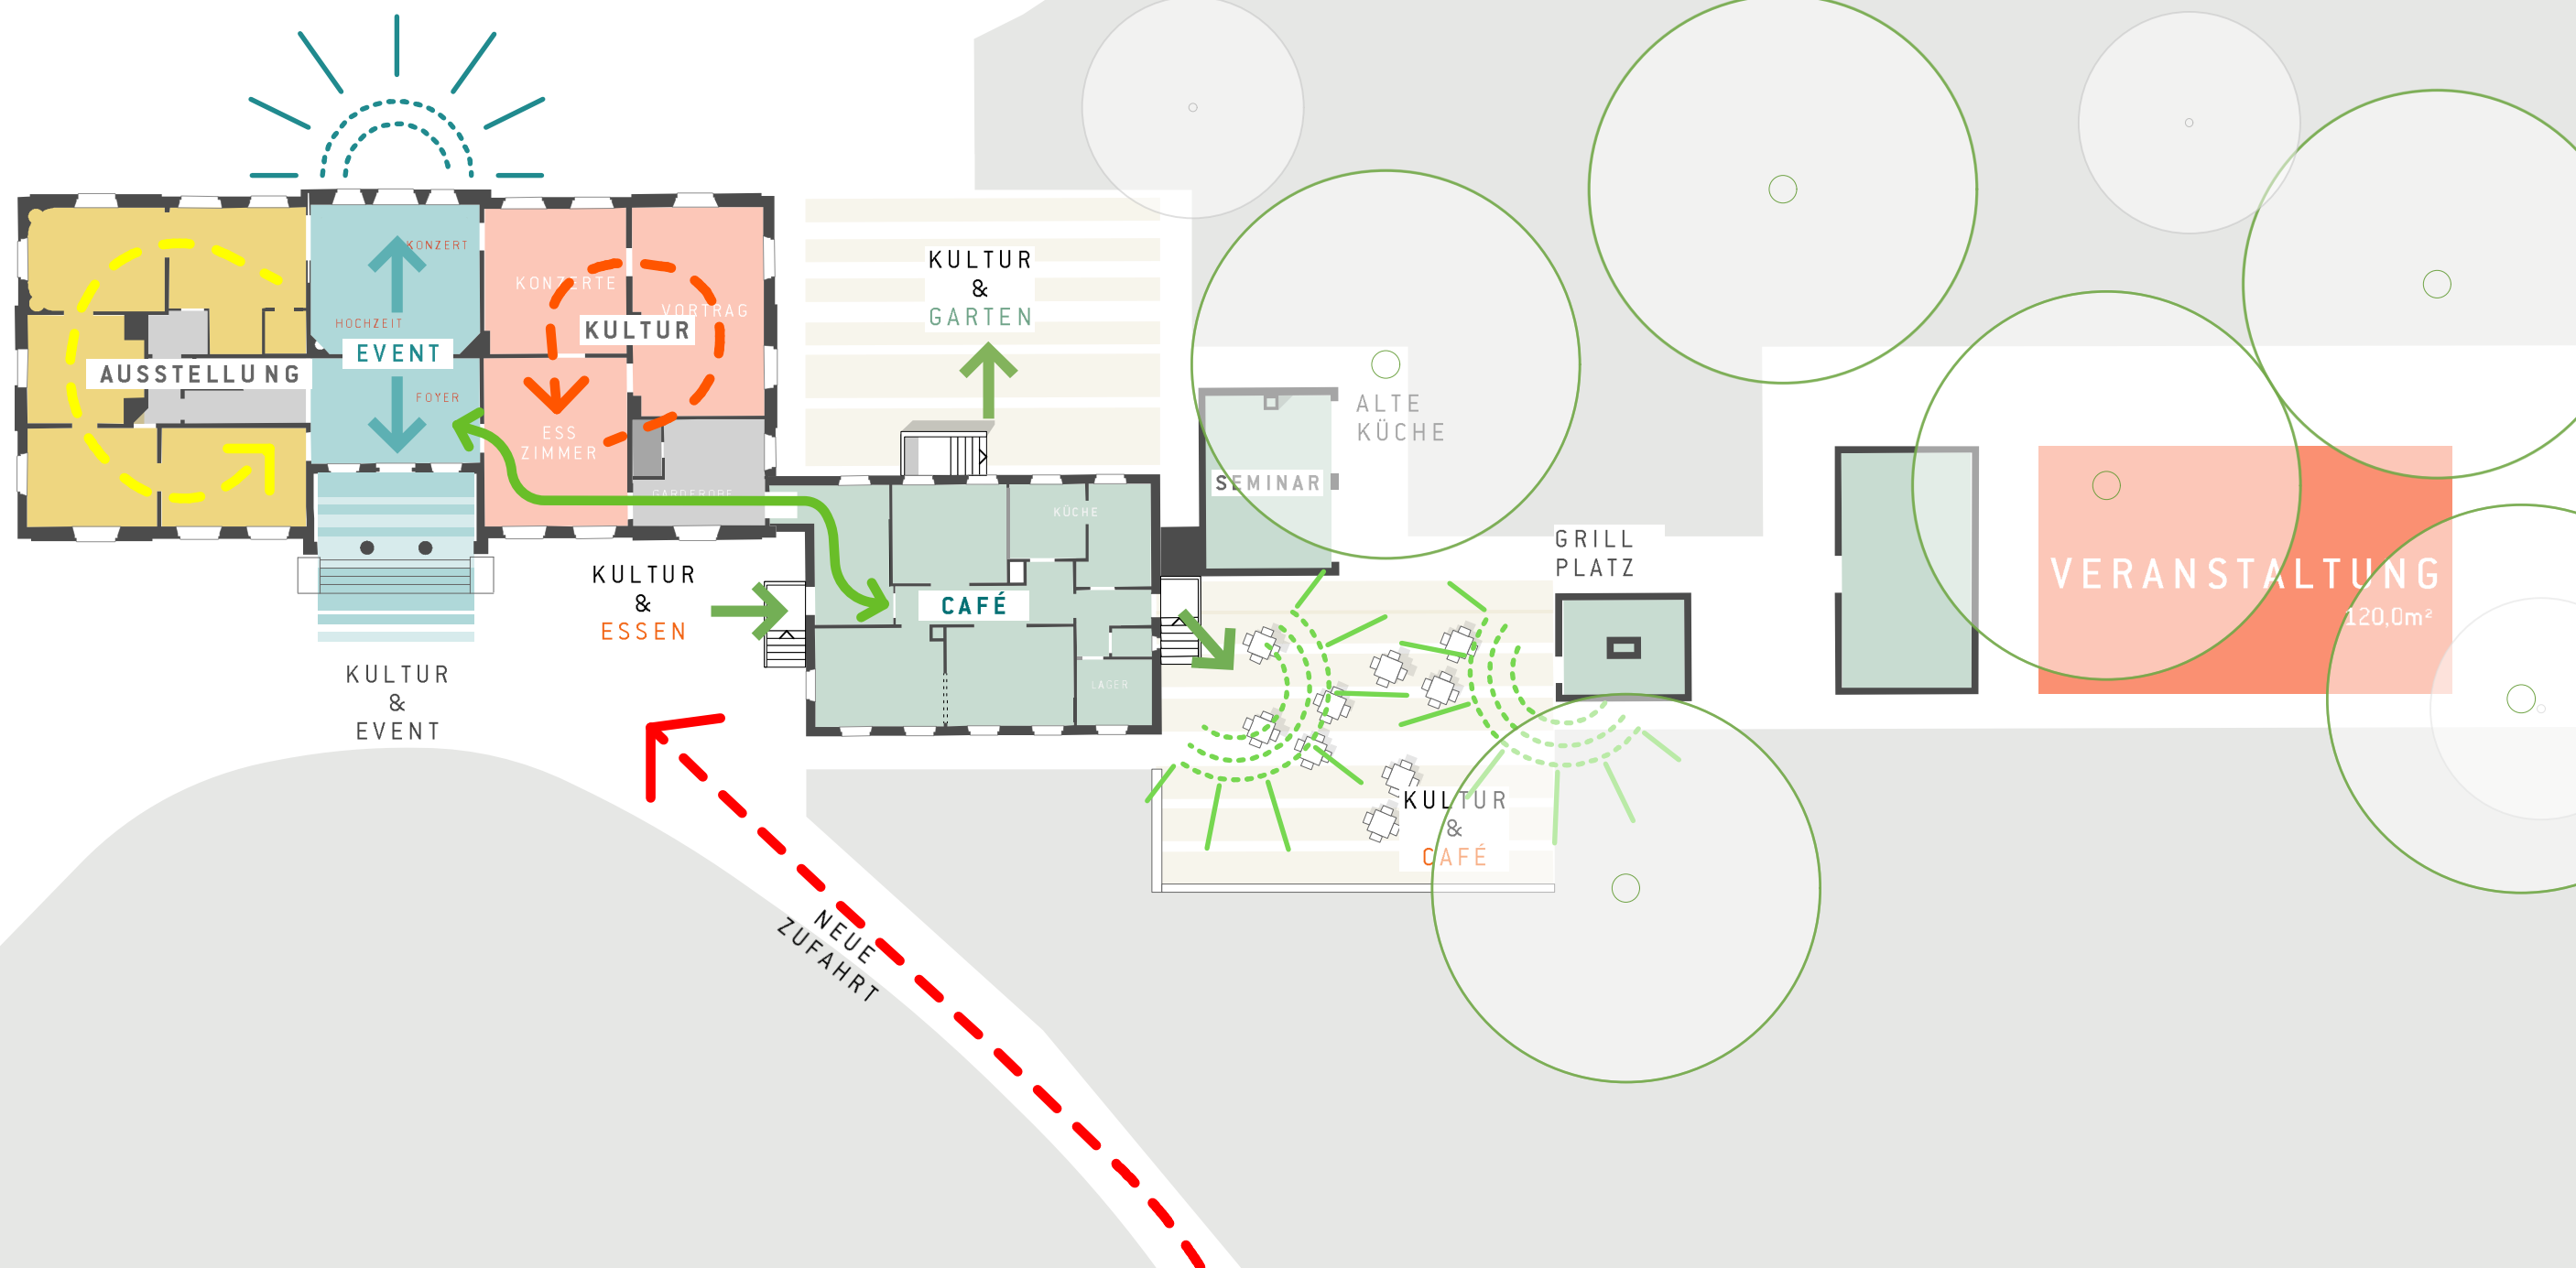 KONZERT
HOCHZEIT
EVENT
FOYER
AUSSTELLUNG
KONZERTE
VORTRAG
KULTUR
ESS
ZIMMER
GARDEROBE
KULTUR
&
GARTEN
KULTUR
&
ESSEN
KULTUR
&
EVENT
KÜCHE
CAFÉ
LAGER
ALTE
KÜCHE
SEMINAR
GRILL
PLATZ
KULTUR
&
CAFÉ
VERANSTALTUNG
120,0m²
NEUE
ZUFAHRT